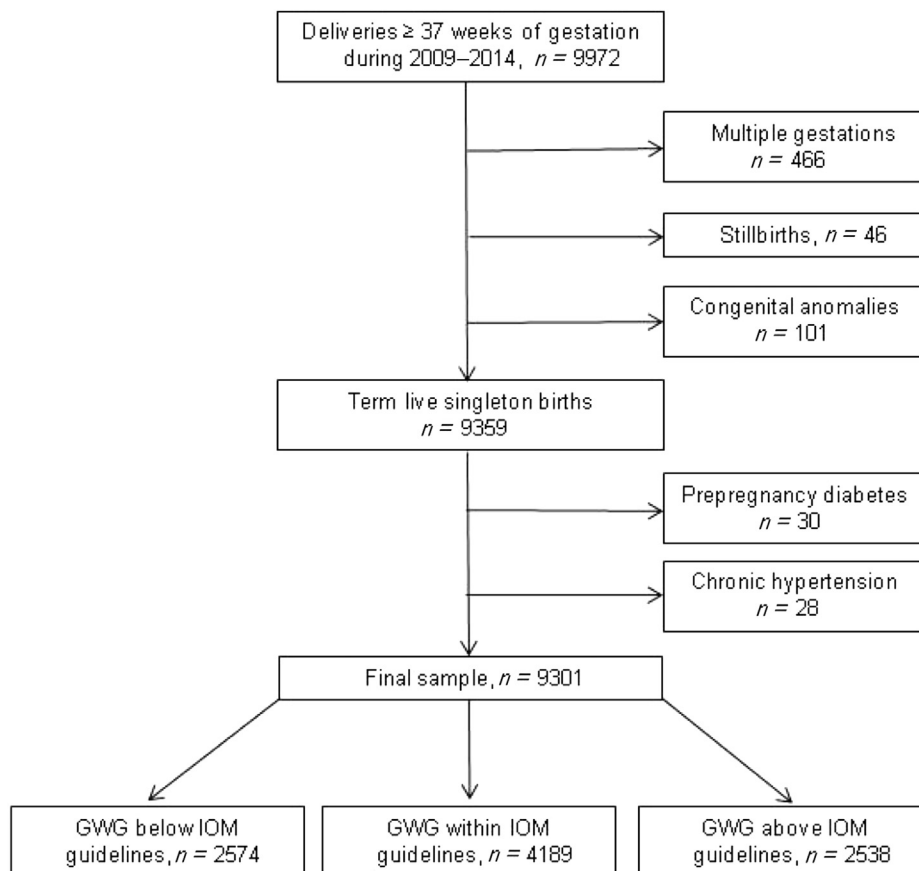 Deliveries ≥ 37 weeks of gestation
during 2009–2014, n = 9972
Multiple gestations
n = 466
Stillbirths, n = 46
Congenital anomalies
n = 101
Term live singleton births
n = 9359
Prepregnancy diabetes
n = 30
Chronic hypertension
n = 28
Final sample, n = 9301
GWG below IOM
guidelines, n = 2574
GWG within IOM
guidelines, n = 4189
GWG above IOM
guidelines, n = 2538